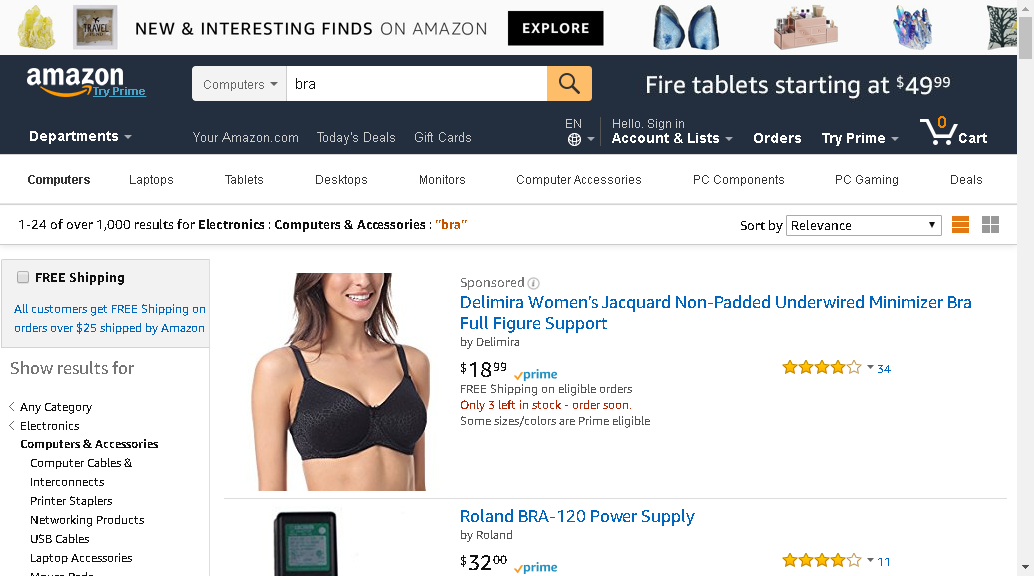 TRAVEL
FUND
NEW & INTERESTING FINDS ON AMAZON
EXPLORE
amazon
Try Prime
Computers
bra
Fire tablets starting at $49.99
Departments
Your Amazon.com
Today's Deals
Gift Cards
EN
Hello. Sign in
Account & Lists
Orders
Try Prime
0
Cart
Computers
Laptops
Tablets
Desktops
Monitors
Computer Accessories
PC Components
PC Gaming
Deals
1-24 of over 1,000 results for Electronics : Computers & Accessories : "bra"
Sort by
Relevance
FREE Shipping
All customers get FREE Shipping on
orders over $25 shipped by Amazon
Show results for
Any Category
Electronics
Computers & Accessories
Computer Cables &
Interconnects
Printer Staplers
Networking Products
USB Cables
Laptop Accessories
Mouse Pads
Sponsored
Delimira Women's Jacquard Non-Padded Underwired Minimizer Bra
Full Figure Support
by Delimira
$18 99 prime
FREE Shipping on eligible orders
Only 3 left in stock - order soon.
Some sizes/colors are Prime eligible
34
Roland BRA-120 Power Supply
by Roland
$32 00 prime
11